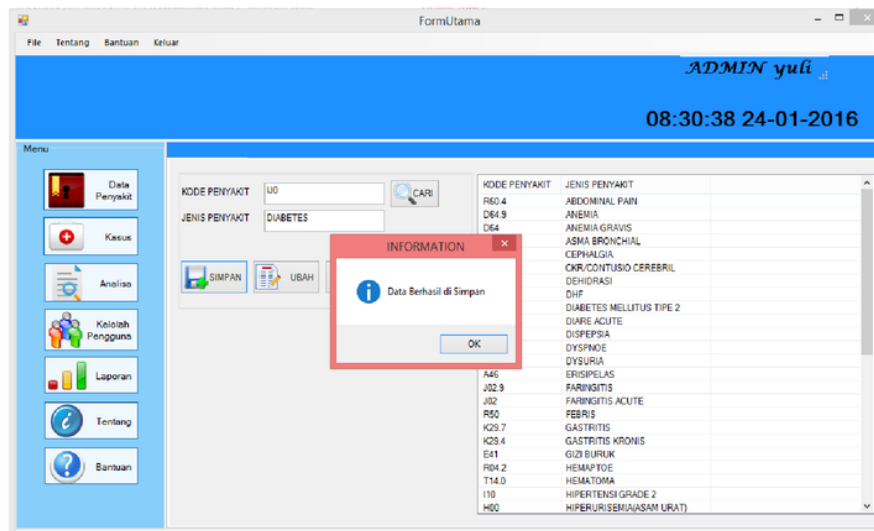 FormUtama
File Tentang Bantuan Keluar
ADMIN yuli
08:30:38 24-01-2016
Menu
Data Penyakit
Kasus
Analisa
Kelolah Pengguna
Laporan
Tentang
Bantuan
KODE PENYAKIT
CARI
JENIS PENYAKIT DIABETES
SIMPAN UBAH
INFORMATION
Data Berhasil di Simpan
OK
KODE PENYAKIT JENIS PENYAKIT
R60.4 ABDOMINAL PAIN
D64.9 ANEMIA
D64 ANEMIA GRAVIS
ASMA BRONCHIAL
CEPHALGIA
CKR/CONTUSIO CEREBRIL
DEHIDRASI
DHF
DIABETES MELLITUS TIPE 2
DIARE ACUTE
DISPEPSIA
DYSPNOE
DYSURIA
A46 ERISIPELAS
J02.9 FARINGITIS
J02 FARINGITIS ACUTE
R50 FEBRIS
K29.7 GASTRITIS
K29.4 GASTRITIS KRONIS
E41 GIZI BURUK
R04.2 HEMAPTOE
T14.0 HEMATOMA
I10 HIPERTENSI GRADE 2
H00 HIPERURISEMIA(ASAM URAT)